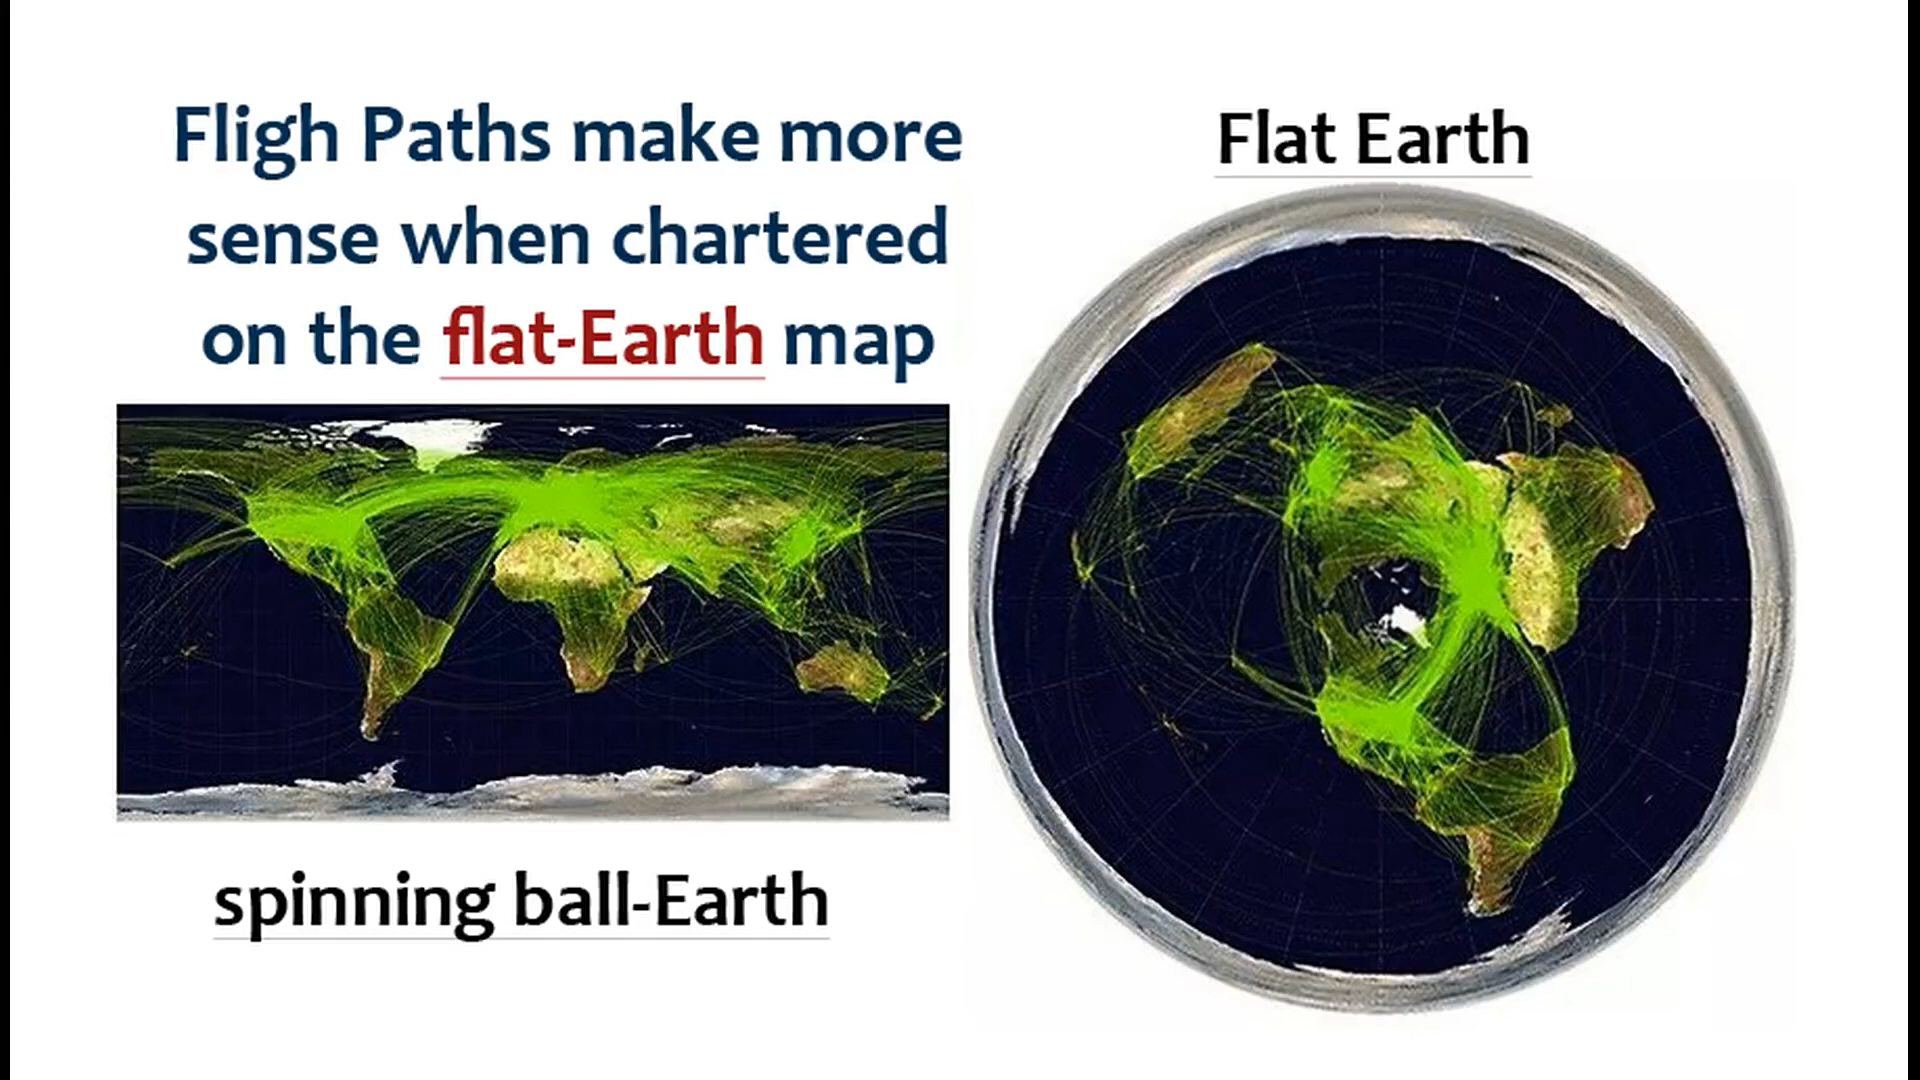 Fligh Paths make more
sense when chartered
on the flat-Earth map
Flat Earth
spinning ball-Earth